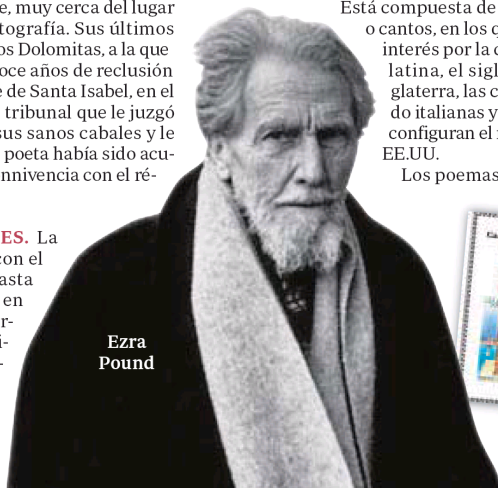 e, muy cerca del lugar
tografía. Sus últimos
os Dolomitas, a la que
oce años de reclusión
e de Santa Isabel, en el
tribunal que le juzgó
sus sanos cabales y le
poeta había sido acu-
nnivencia con el ré-
ES. La
con el
asta
en
r-
i-
-
Ezra
Pound
Está compuesta de
o cantos, en los q
interés por la c
latina, el sigl
glaterra, las c
do italianas y
configuran el
EE.UU.
Los poemas